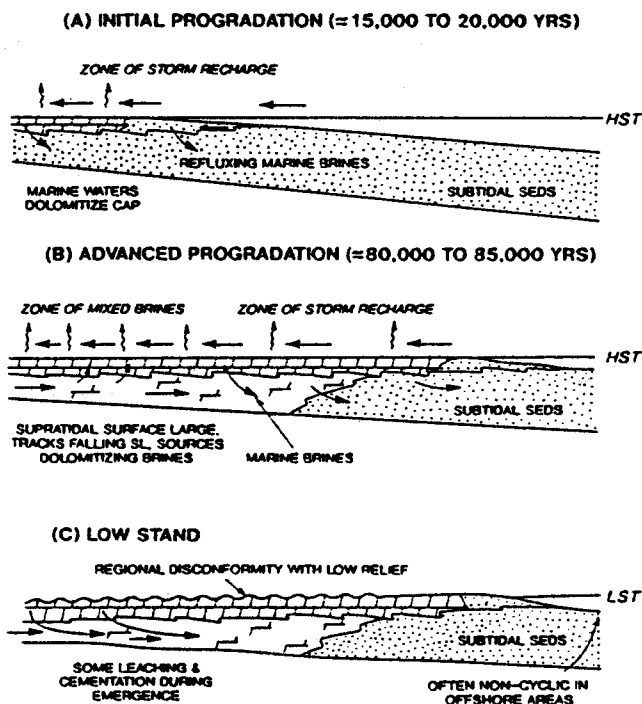 (A) INITIAL PROGRADATION (≈15,000 TO 20,000 YRS)
ZONE OF STORM RECHARGE
HST
REFLUXING MARINE BRINES
MARINE WATERS
DOLOMITIZE CAP
SUBTIDAL SEDS
(B) ADVANCED PROGRADATION (≈80,000 TO 85,000 YRS)
ZONE OF MIXED BRINES
ZONE OF STORM RECHARGE
HST
SUBTIDAL SEDS
SUPRATIDAL SURFACE LARGE,
TRACKS FALLING SL, SOURCES
DOLOMITIZING BRINES
MARINE BRINES
(C) LOW STAND
REGIONAL DISCONFORMITY WITH LOW RELIEF
LST
SUBTIDAL SEDS
SOME LEACHING &
CEMENTATION DURING
EMERGENCE
OFTEN NON-CYCLIC IN
OFFSHORE AREAS